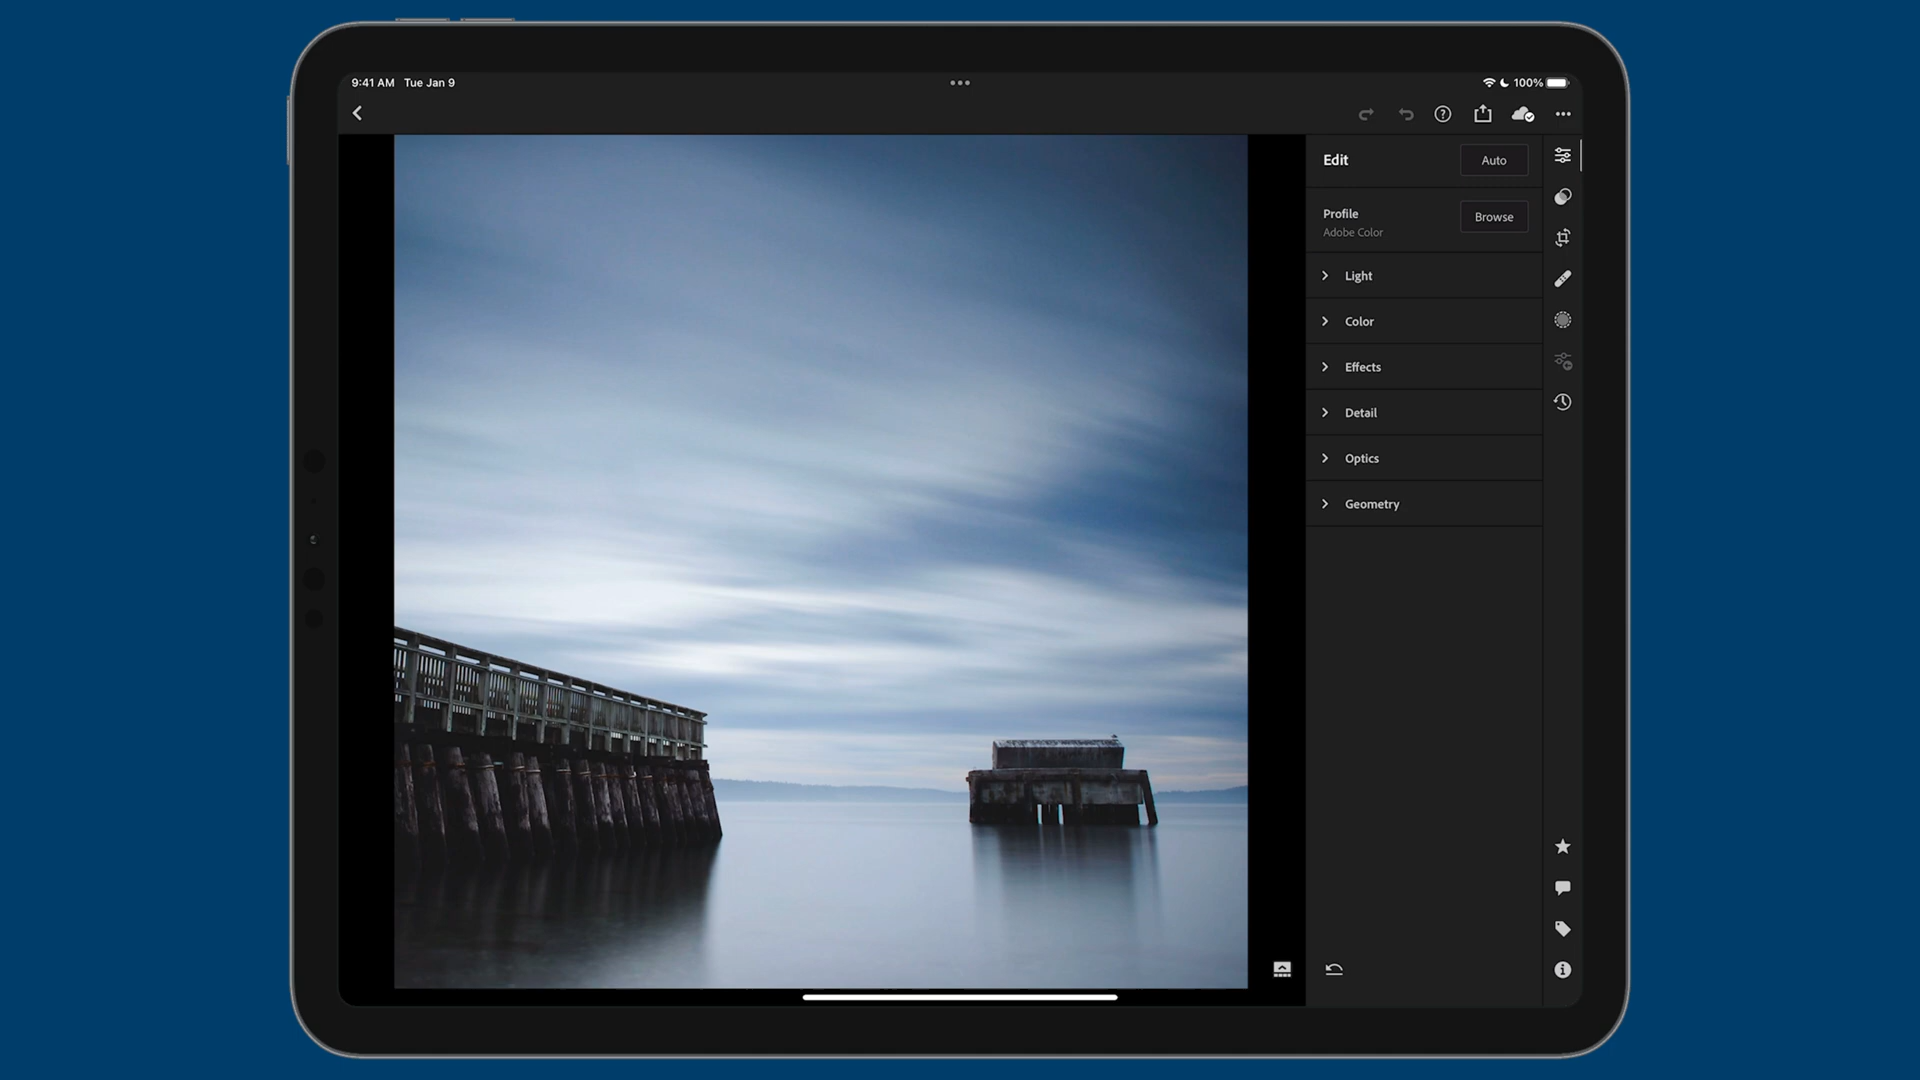 9:41 AM Tue Jan 9
100%
Edit
Auto
Profile
Adobe Color
Browse
Light
Color
Effects
Detail
Optics
Geometry